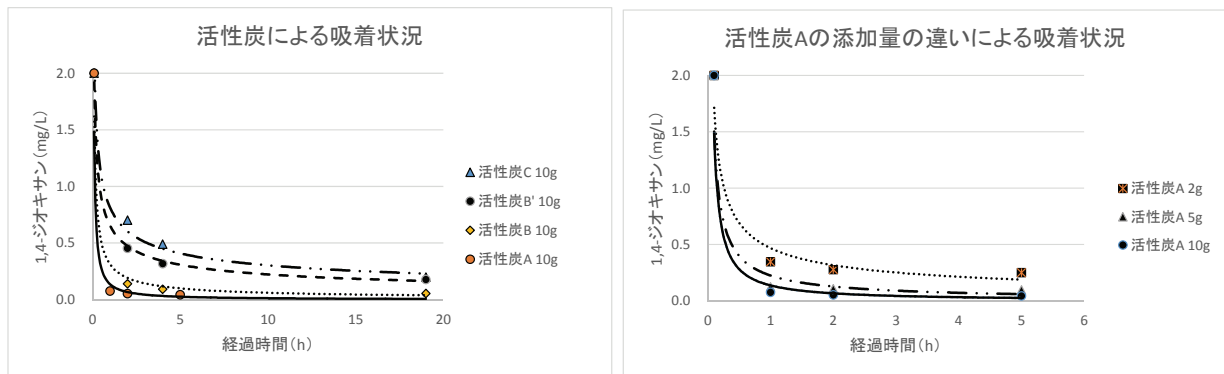 活性炭による吸着状況
1,4-ジオキサン(mg/L)
2.0
1.5
1.0
0.5
0.0
0
5
10
15
20
経過時間(h)
活性炭C 10g
活性炭B' 10g
活性炭B 10g
活性炭A 10g
活性炭Aの添加量の違いによる吸着状況
1,4-ジオキサン(mg/L)
2.0
1.5
1.0
0.5
0.0
0
1
2
3
4
5
6
経過時間(h)
活性炭A 2g
活性炭A 5g
活性炭A 10g